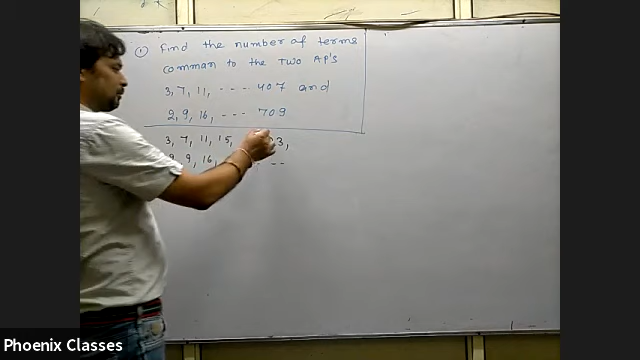 ① Find the number of terms
common to the TWO AP's
3, 7, 11, ---- 407 and
2, 9, 16, --- 709
3, 7, 11, 15,
2, 9, 16, --
Phoenix Classes